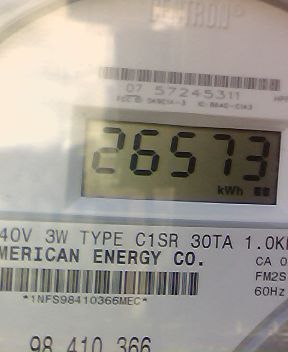 07 57245311
26573
kWh
40V 3W TYPE C1SR 30TA 1.0K
MERICAN ENERGY CO.
CA 0
FM2S
60Hz
*1NFS98410366MEC*
98 410 366